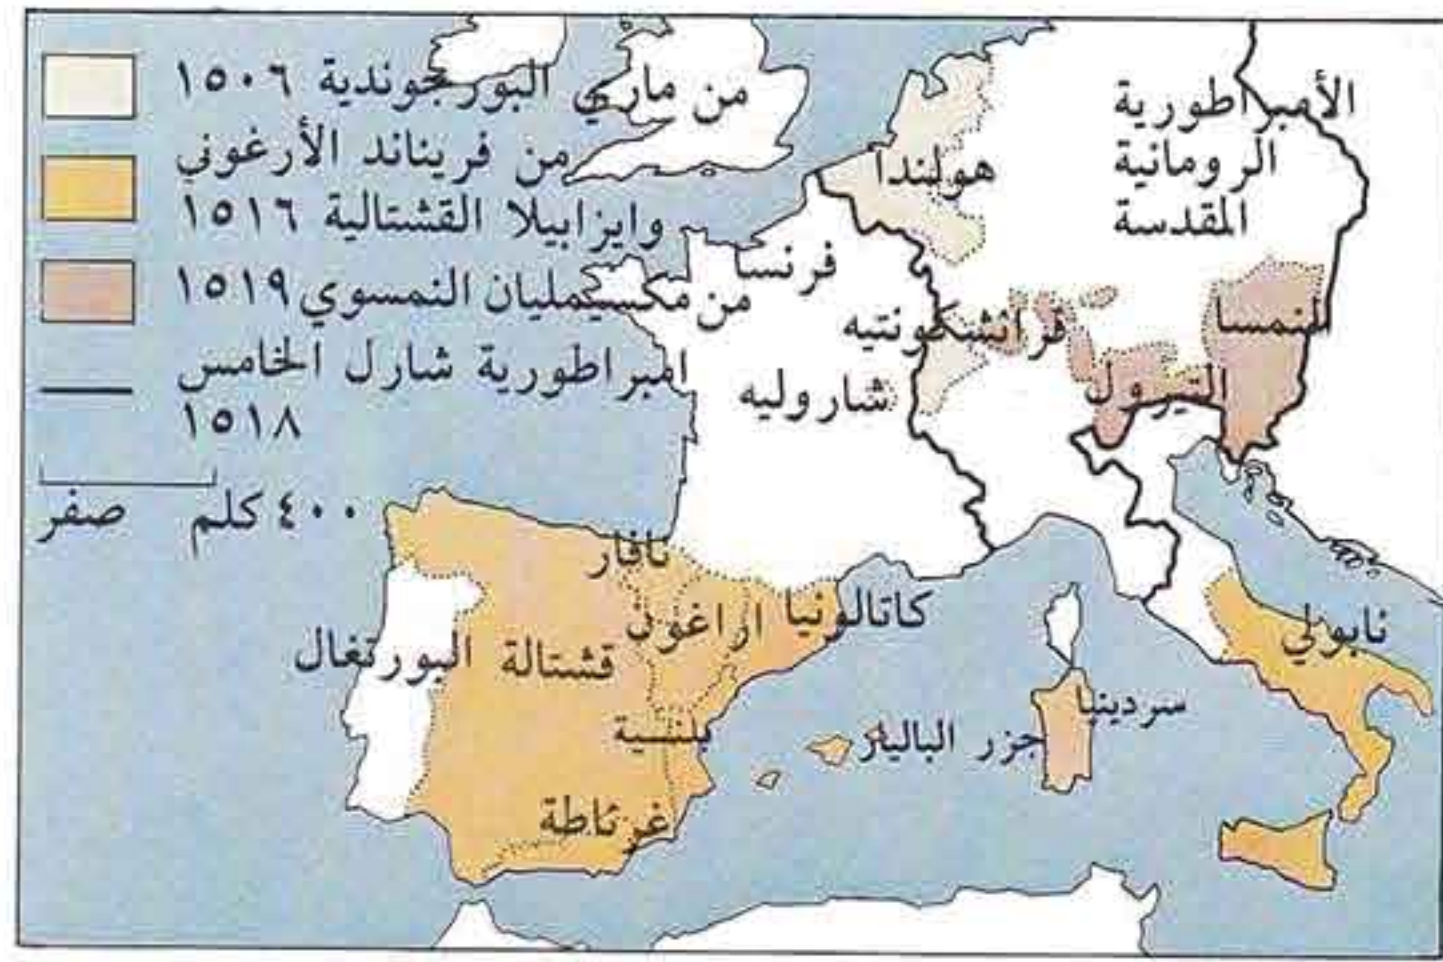 من ماري البورجوندية ١٥٠٦
من فريناند الأرغوني
وايزابيلا القشتالية ١٥١٦
من مكسيمليان النمسوي ١٥١٩
امبراطورية شارل الخامس
١٥١٨
صفر ٤٠٠ كلم
الأمبراطورية
الرومانية
المقدسة
هولندا
فرنسا
النمسا
فرانشكونتيه
التيرول
شاروليه
نافار
كاتالونيا
اراغون
نابولي
البورتغال
قشتالة
سردينيا
بلنسية
جزر الباليار
غرناطة